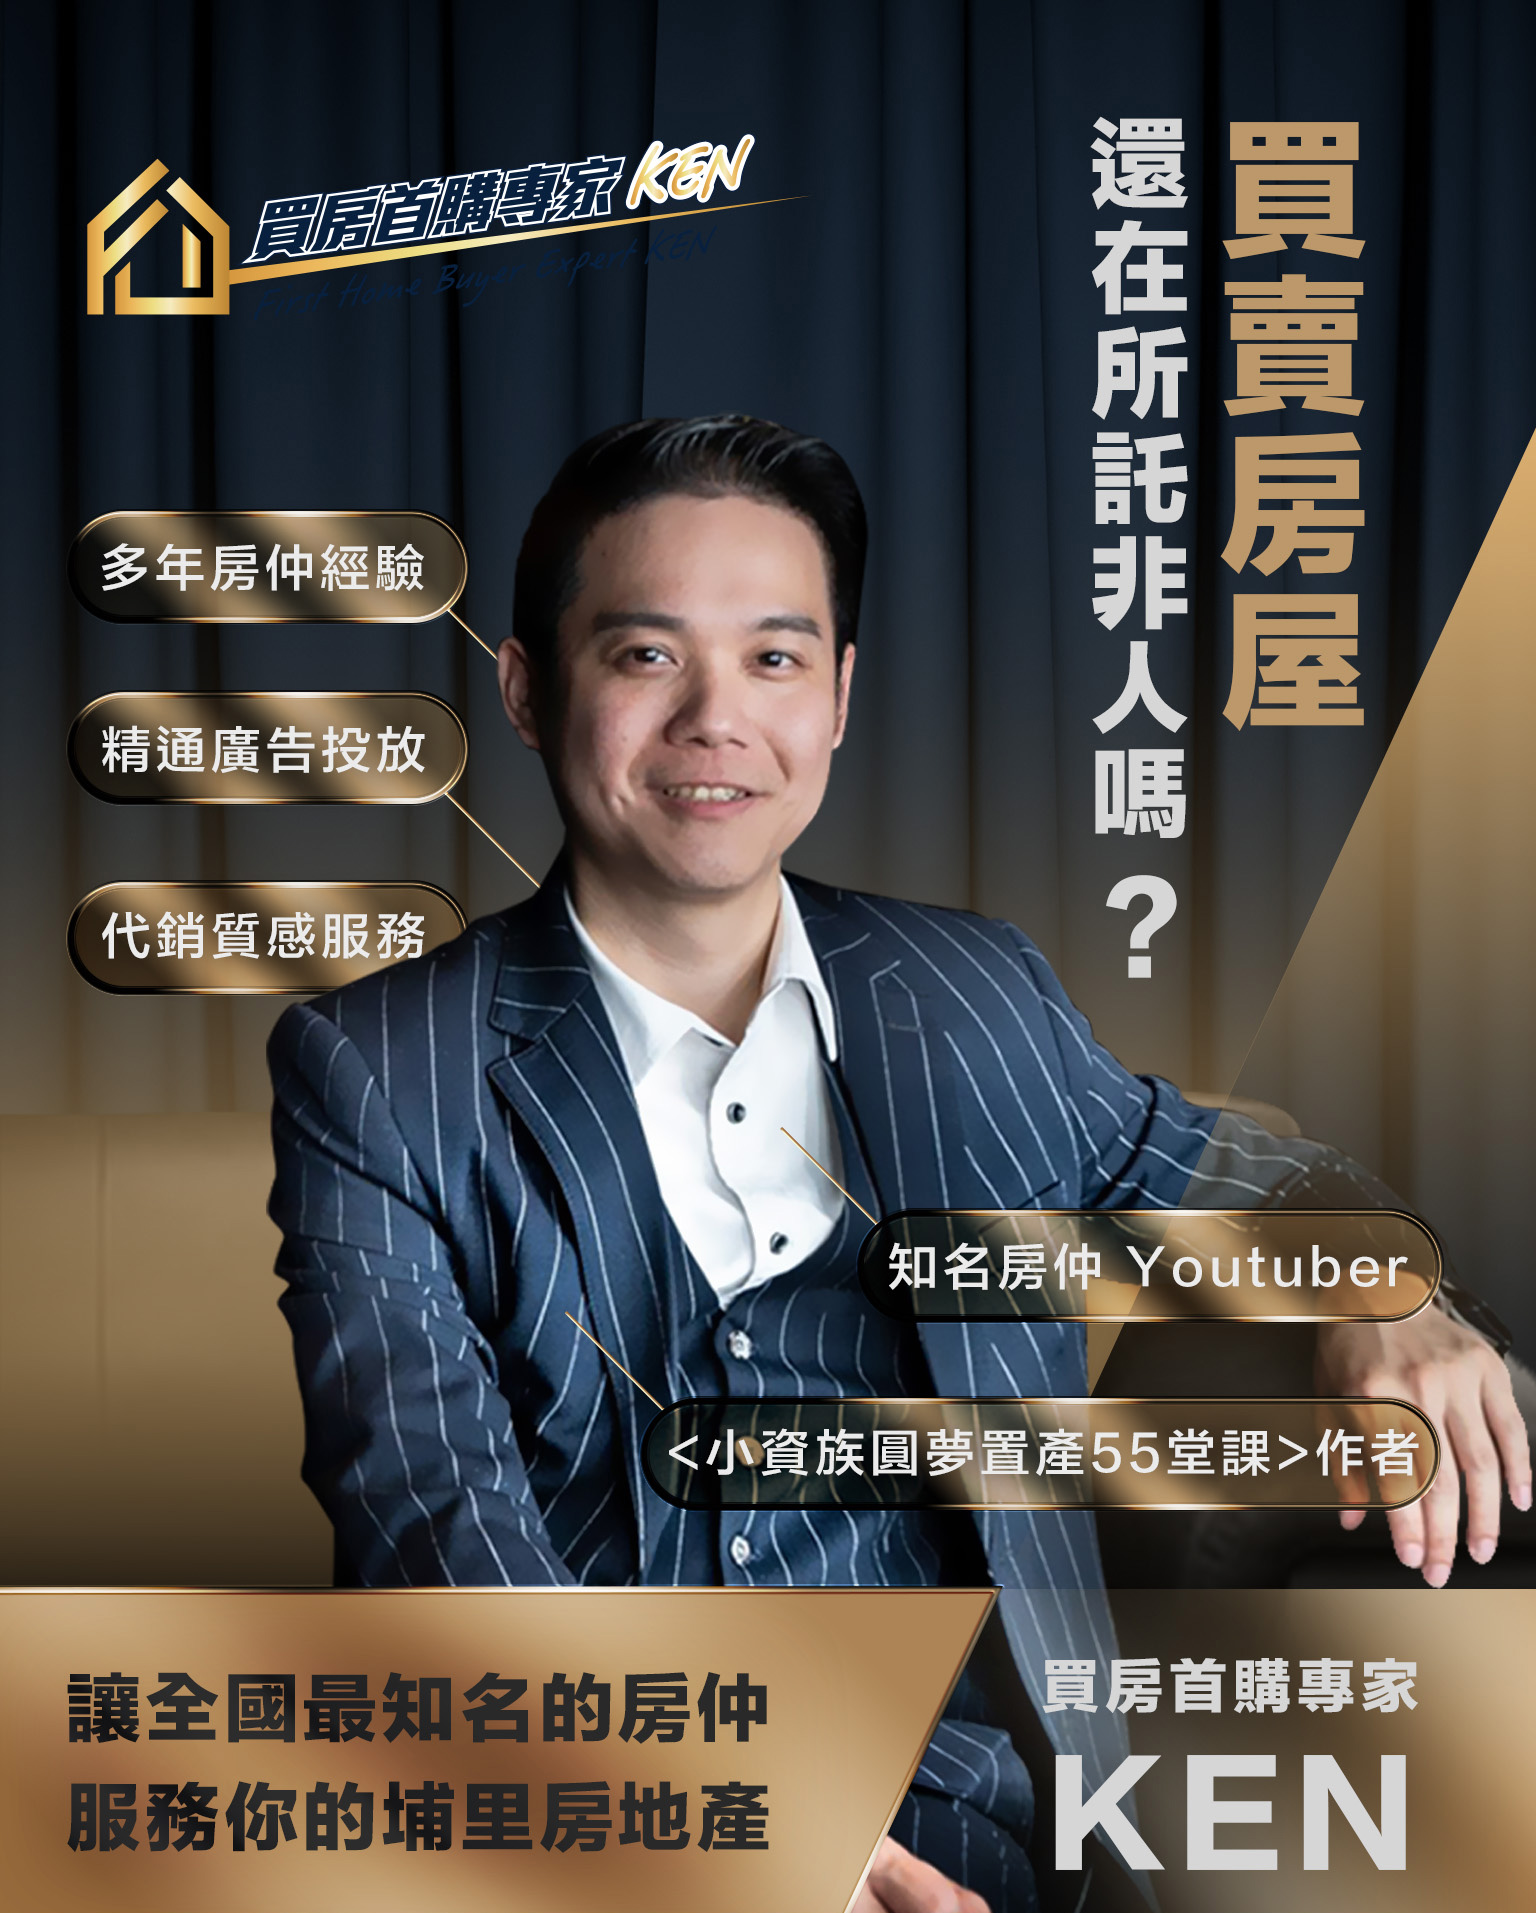 買房首購專家 KEN
First Home Buyer Expert KEN
買賣房屋
還在所託非人嗎？
多年房仲經驗
精通廣告投放
代銷質感服務
知名房仲 Youtuber
<小資族圓夢置產55堂課>作者
讓全國最知名的房仲
服務你的埔里房地產
買房首購專家
KEN